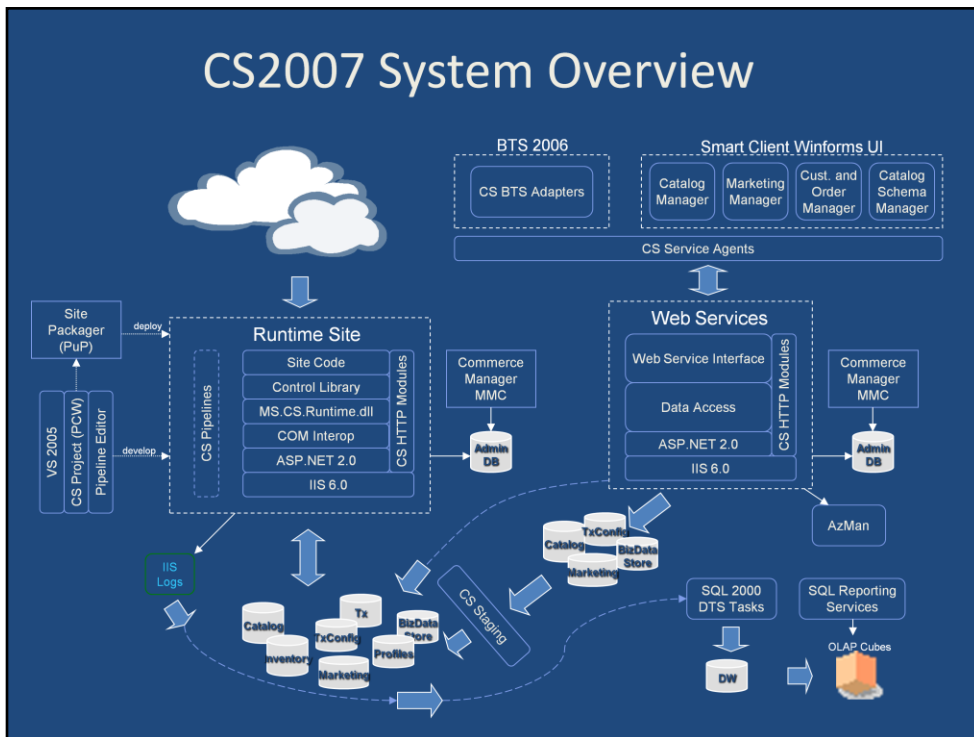 CS2007 System Overview
BTS 2006
Smart Client Winforms UI
CS BTS Adapters
Catalog
Manager
Marketing
Manager
Cust. and
Order
Manager
Catalog
Schema
Manager
CS Service Agents
Site
Packager
(PuP)
deploy
VS 2005
CS Project (PCW)
Pipeline Editor
develop
Runtime Site
CS Pipelines
Site Code
Control Library
MS.CS.Runtime.dll
COM Interop
ASP.NET 2.0
IIS 6.0
CS HTTP Modules
Commerce
Manager
MMC
Admin
DB
Web Services
Web Service Interface
Data Access
ASP.NET 2.0
IIS 6.0
CS HTTP Modules
Commerce
Manager
MMC
Admin
DB
AzMan
IIS
Logs
Catalog
TxConfig
BizData
Store
Marketing
CS Staging
Catalog
Tx
TxConfig
BizData
Store
Inventory
Profiles
Marketing
SQL 2000
DTS Tasks
SQL Reporting
Services
OLAP Cubes
DW